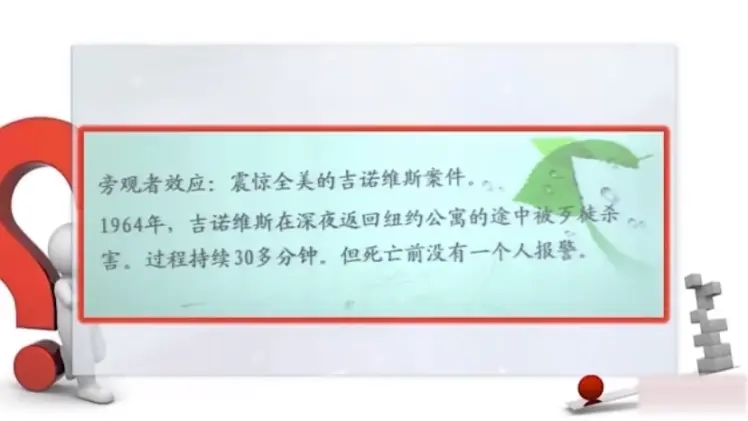 旁观者效应：震惊全美的吉诺维斯案件。
1964年，吉诺维斯在深夜返回纽约公寓的途中被歹徒杀
害。过程持续30多分钟。但死亡前没有一个人报警。